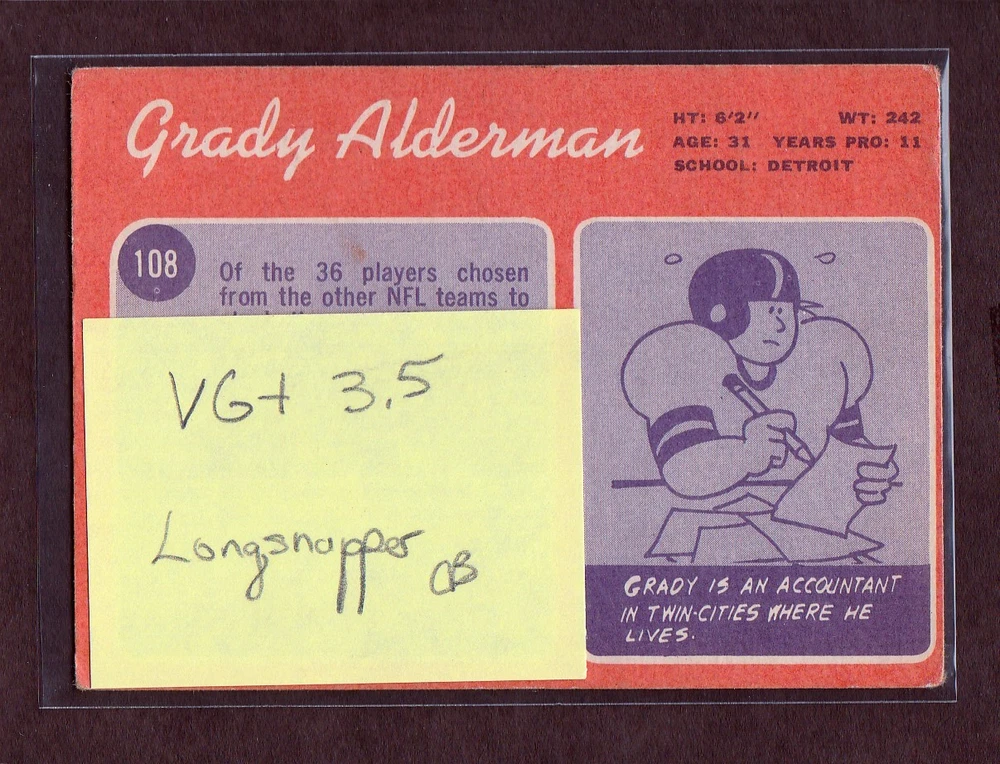 Grady Alderman
HT: 6'2" WT: 242
AGE: 31 YEARS PRO: 11
SCHOOL: DETROIT
108
Of the 36 players chosen
from the other NFL teams to
VG+ 3.5
Longsnapper
CB
GRADY IS AN ACCOUNTANT
IN TWIN-CITIES WHERE HE
LIVES.